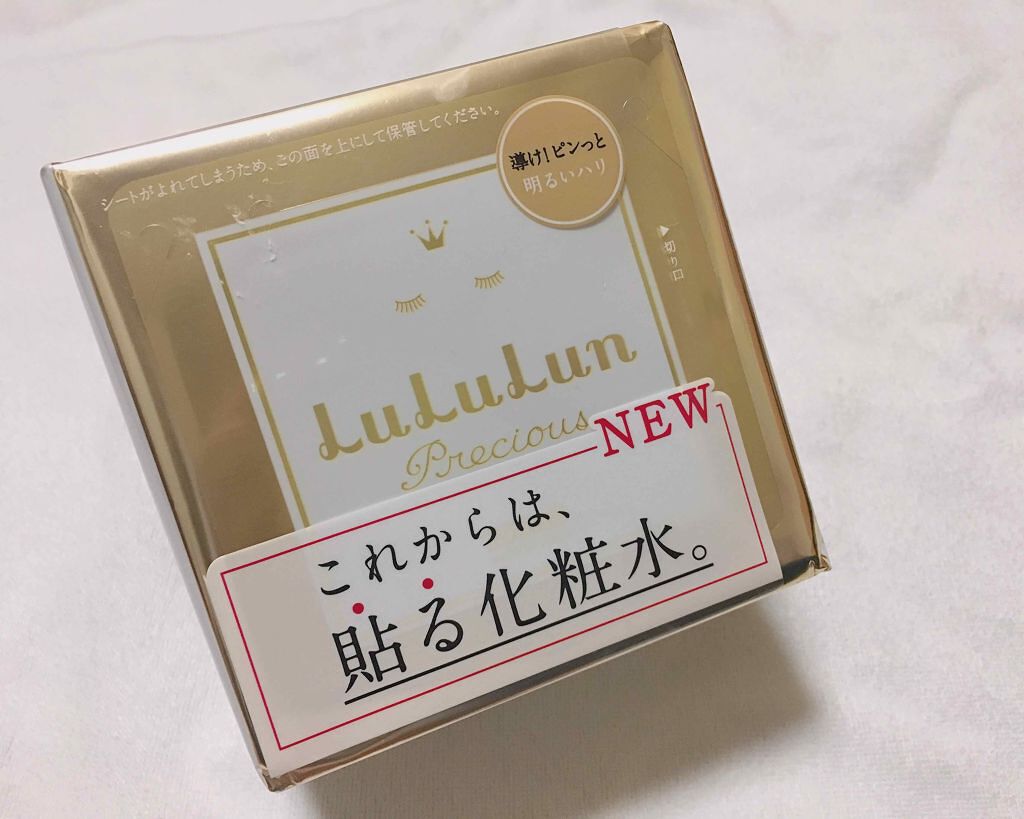 シートがよれてしまうため、この面を上にして保管してください。
導け!ピンっと
明るいハリ
▶切り口
LuLuLun
Precious
NEW
これからは、
貼る化粧水。